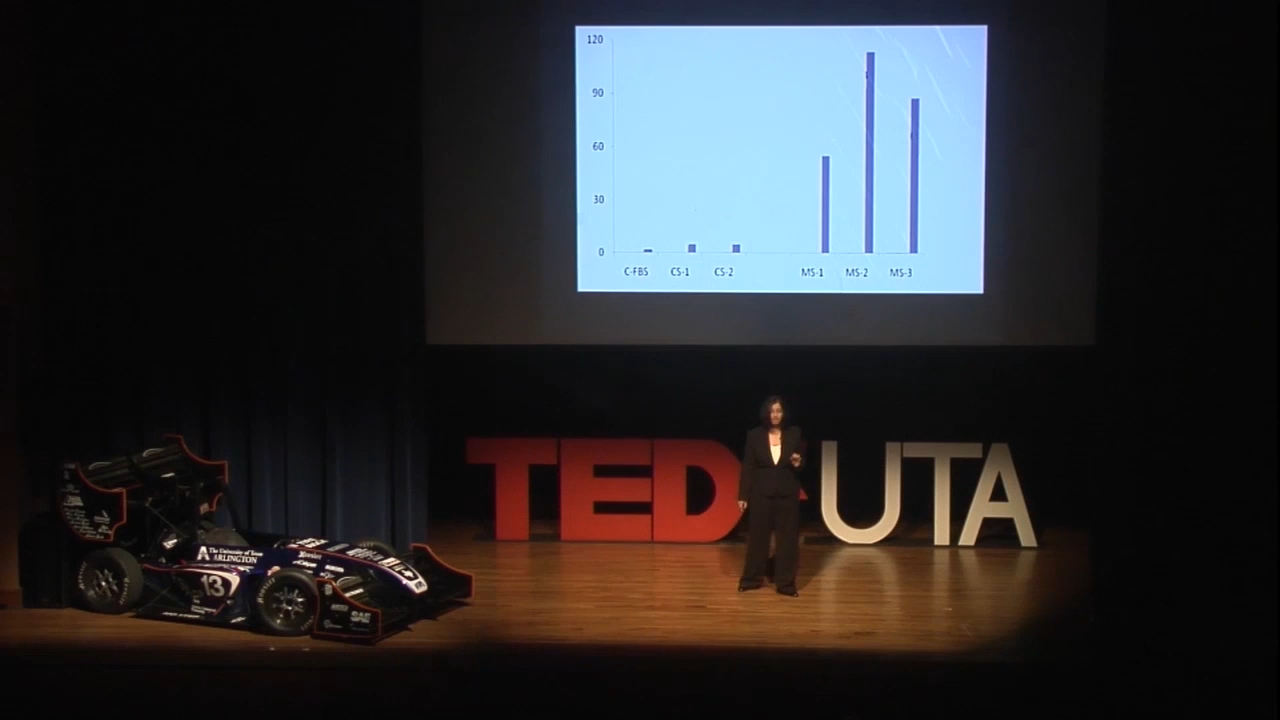 120
90
60
30
0
C-FBS CS-1 CS-2 MS-1 MS-2 MS-3
TED UTA
A The University of Texas
ARLINGTON
13